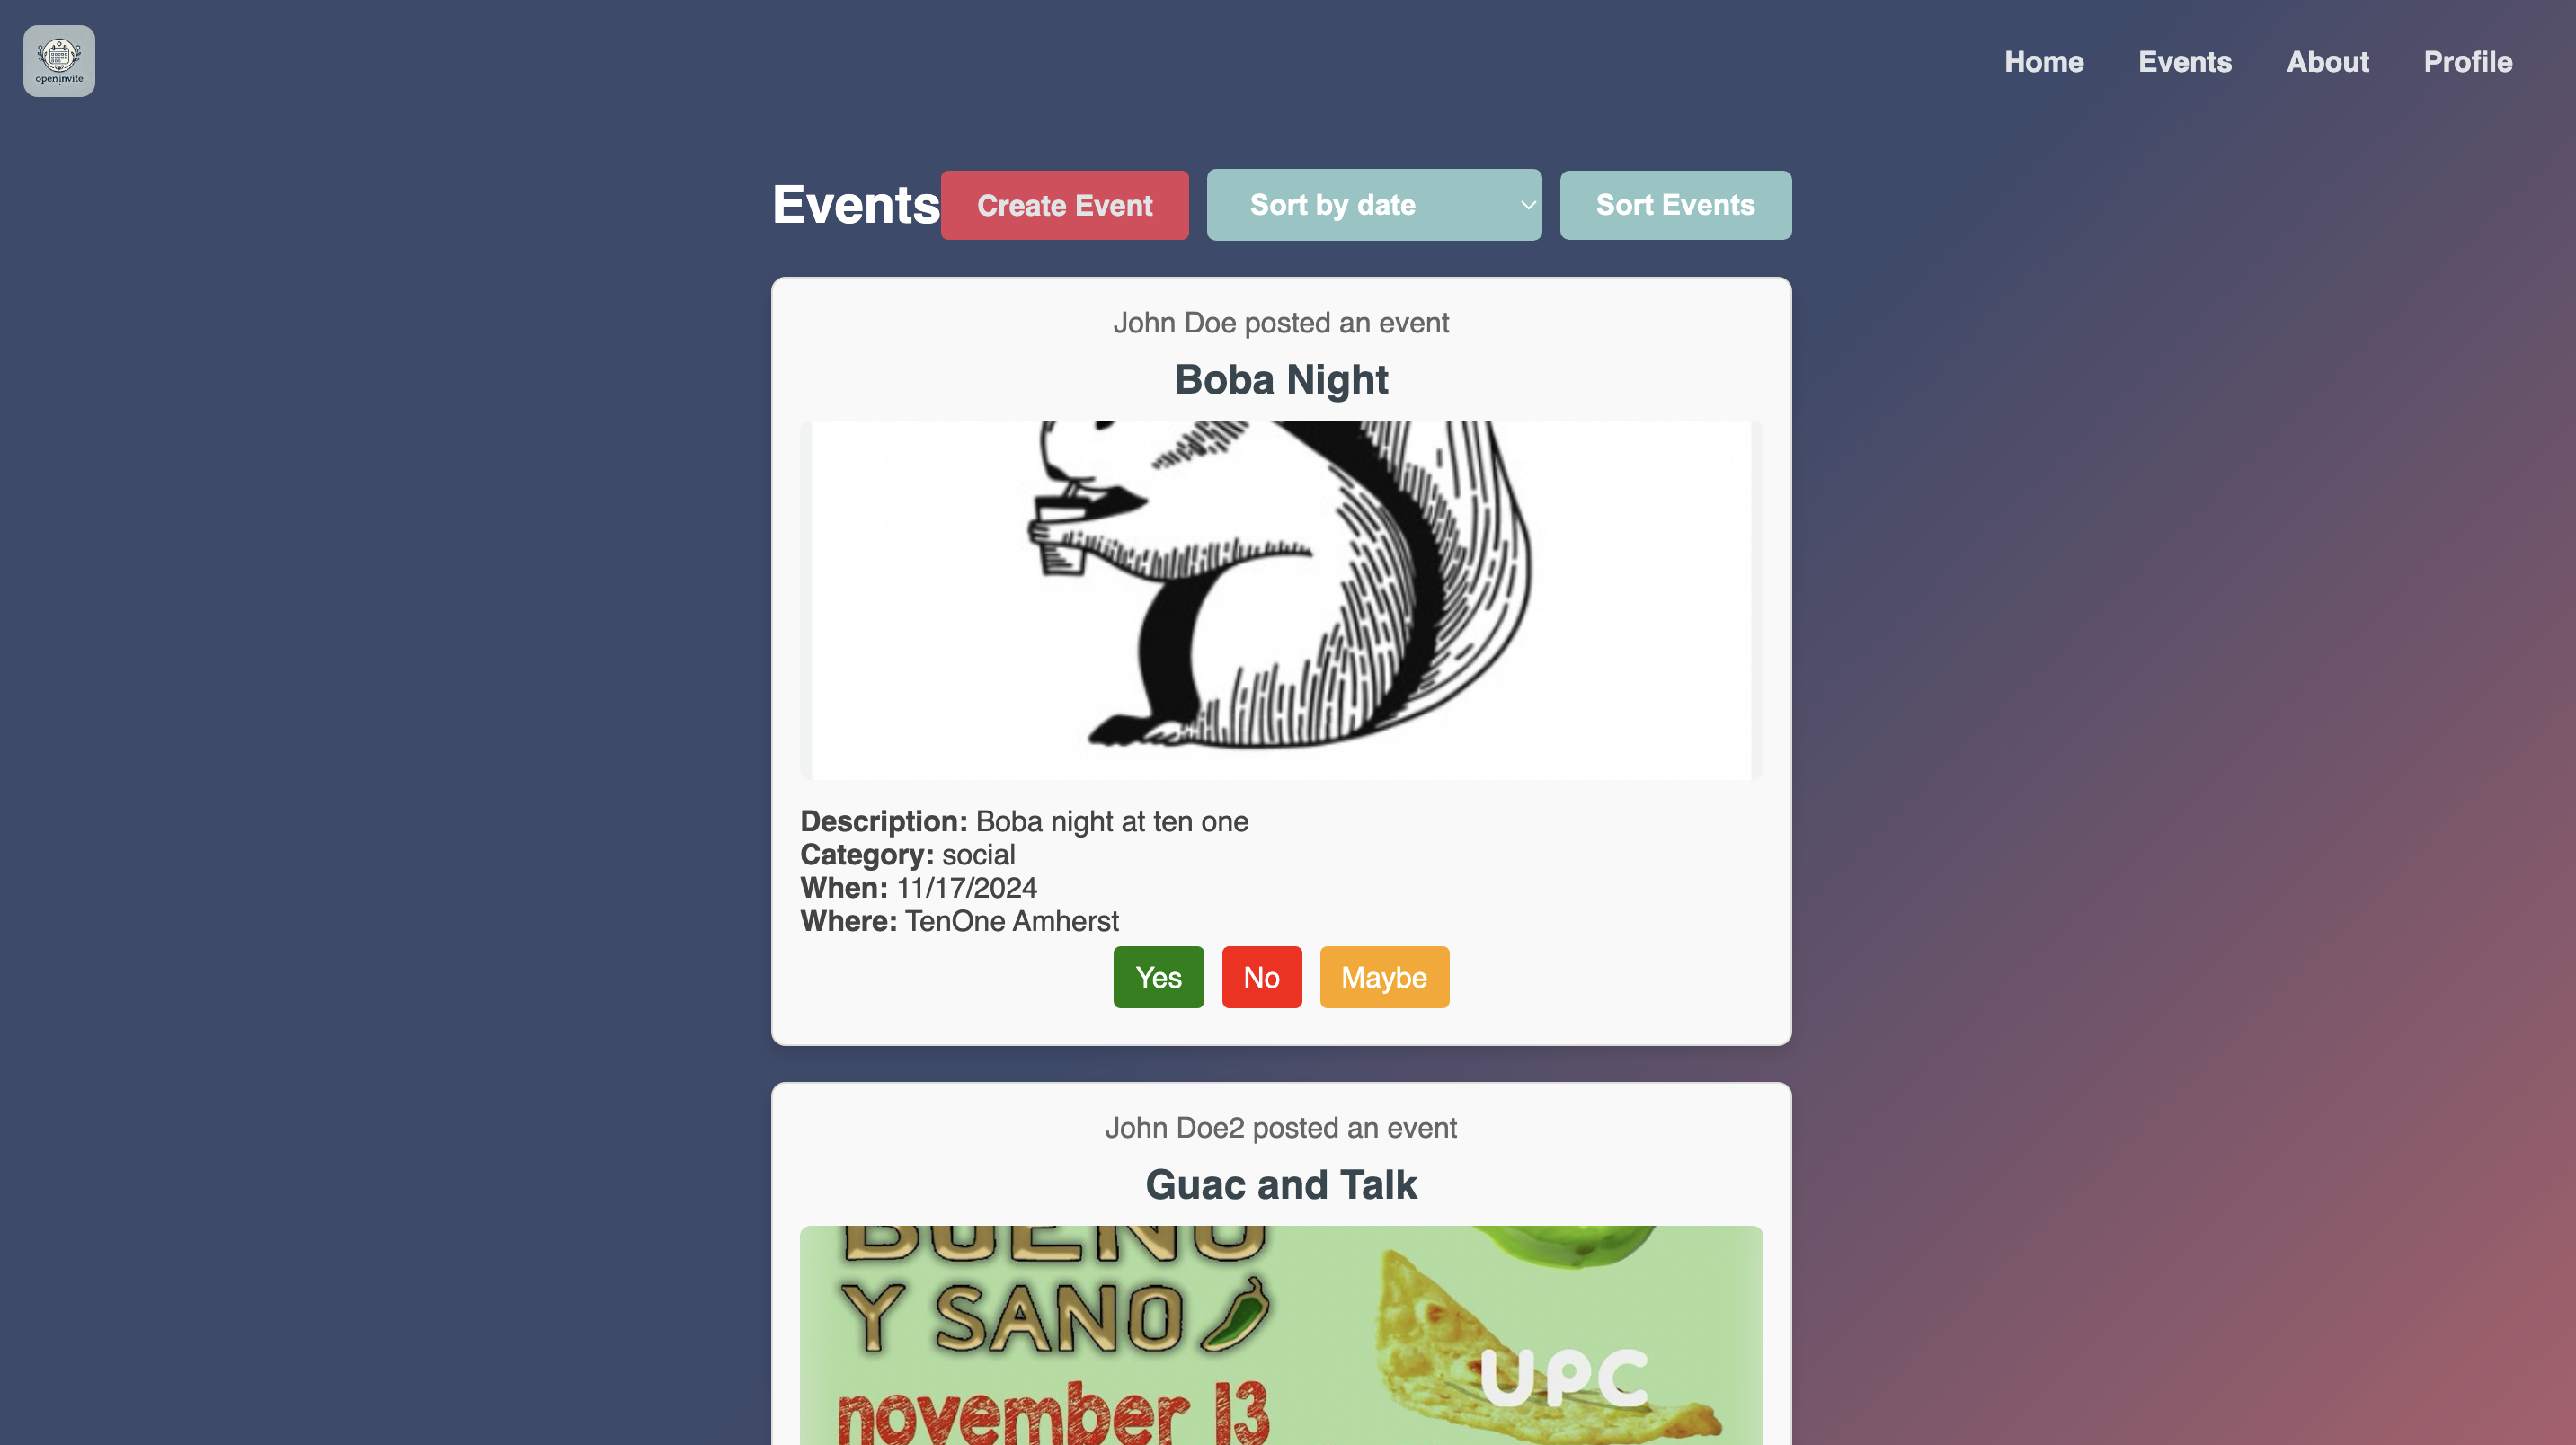 openinvite
Home Events About Profile
Events Create Event Sort by date Sort Events
John Doe posted an event
Boba Night
Description: Boba night at ten one
Category: social
When: 11/17/2024
Where: TenOne Amherst
Yes No Maybe
John Doe2 posted an event
Guac and Talk
BUENO
Y SANO
UPC
november 13